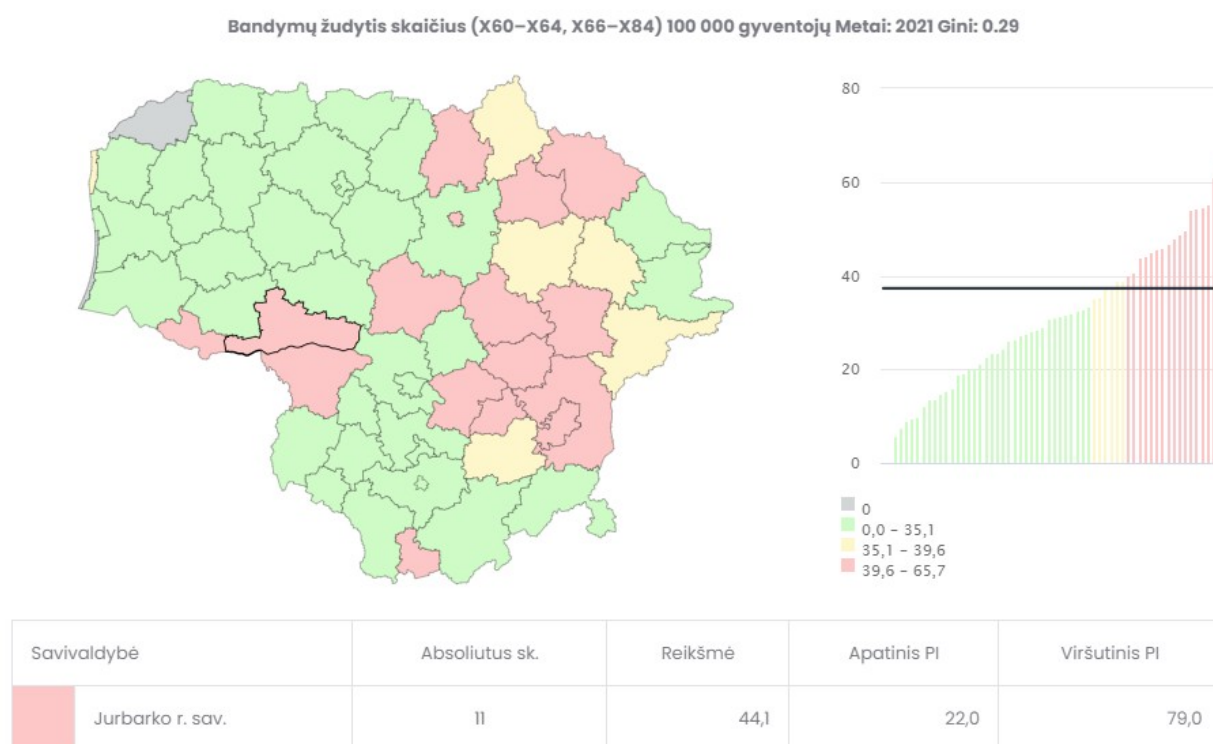 Bandymų žudytis skaičius (X60–X64, X66–X84) 100 000 gyventojų Metai: 2021 Gini: 0.29
80
60
40
20
0
0
0,0 – 35,1
35,1 – 39,6
39,6 – 65,7
Savivaldybė Absoliutus sk. Reikšmė Apatinis PI Viršutinis PI
Jurbarko r. sav. 11 44,1 22,0 79,0